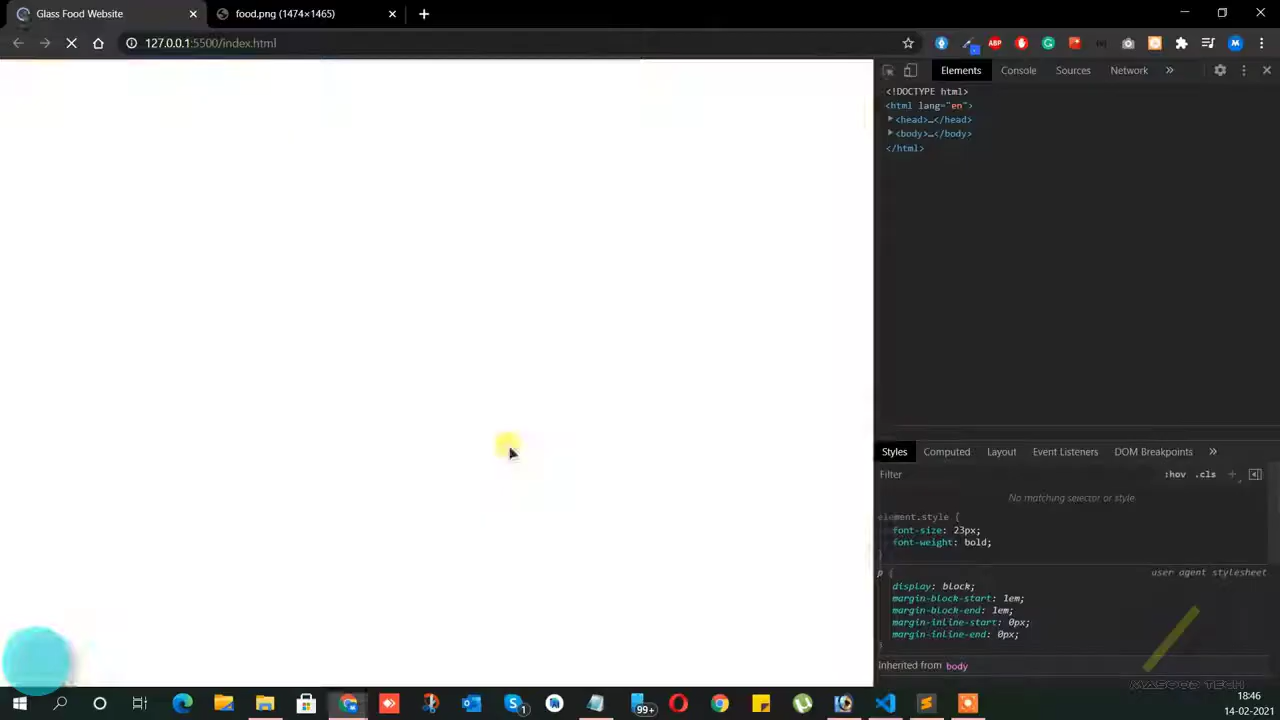 Glass Food Website
food.png (1474×1465)
127.0.0.1:5500/index.html
ABP
Elements
Console
Sources
Network
<!DOCTYPE html>
<html lang="en">
<head>…</head>
<body>…</body>
</html>
Styles
Computed
Layout
Event Listeners
DOM Breakpoints
Filter
:hov
.cls
No matching selector or style
element.style {
font-size: 23px;
font-weight: bold;
}
p {
user agent stylesheet
display: block;
margin-block-start: 1em;
margin-block-end: 1em;
margin-inline-start: 0px;
margin-inline-end: 0px;
}
Inherited from body
MASOOD TECH
99+
1
18:46
14-02-2021